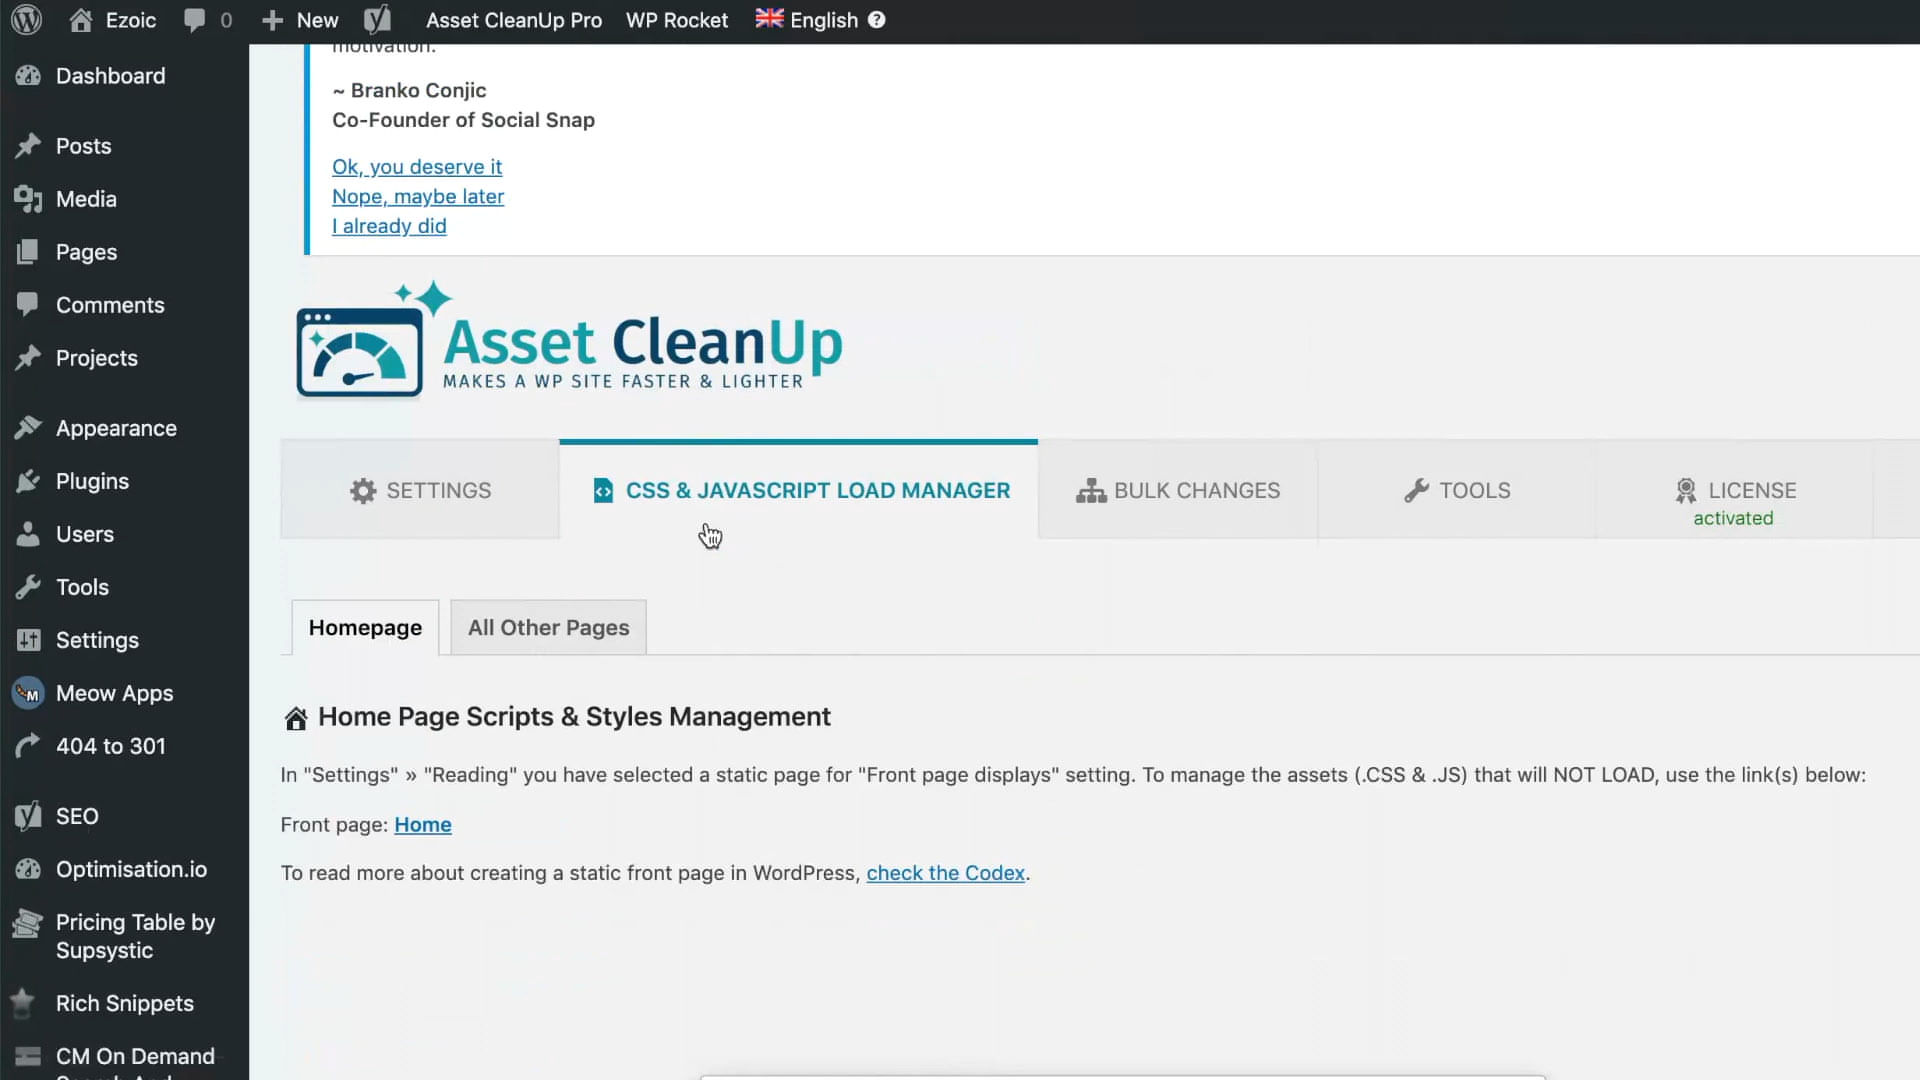 Ezoic
0
New
Asset CleanUp Pro
WP Rocket
English
motivation.
~ Branko Conjic
Co-Founder of Social Snap
Ok, you deserve it
Nope, maybe later
I already did
Dashboard
Posts
Media
Pages
Comments
Projects
Appearance
Plugins
Users
Tools
Settings
Meow Apps
404 to 301
SEO
Optimisation.io
Pricing Table by
Supsystic
Rich Snippets
CM On Demand
Asset CleanUp
MAKES A WP SITE FASTER & LIGHTER
SETTINGS
CSS & JAVASCRIPT LOAD MANAGER
BULK CHANGES
TOOLS
LICENSE
activated
Homepage
All Other Pages
Home Page Scripts & Styles Management
In "Settings" » "Reading" you have selected a static page for "Front page displays" setting. To manage the assets (.CSS & .JS) that will NOT LOAD, use the link(s) below:
Front page: Home
To read more about creating a static front page in WordPress, check the Codex.